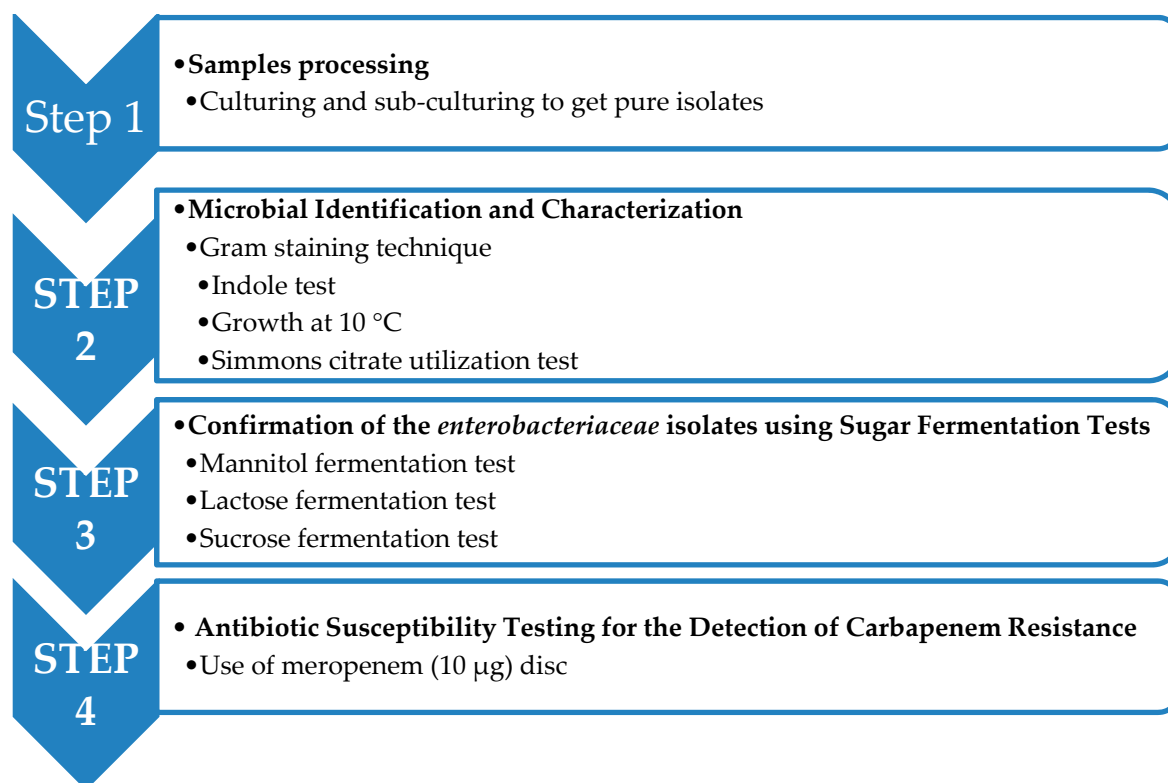 Step 1
•Samples processing
•Culturing and sub-culturing to get pure isolates
STEP
2
•Microbial Identification and Characterization
•Gram staining technique
•Indole test
•Growth at 10 °C
•Simmons citrate utilization test
STEP
3
•Confirmation of the enterobacteriaceae isolates using Sugar Fermentation Tests
•Mannitol fermentation test
•Lactose fermentation test
•Sucrose fermentation test
STEP
4
• Antibiotic Susceptibility Testing for the Detection of Carbapenem Resistance
•Use of meropenem (10 μg) disc